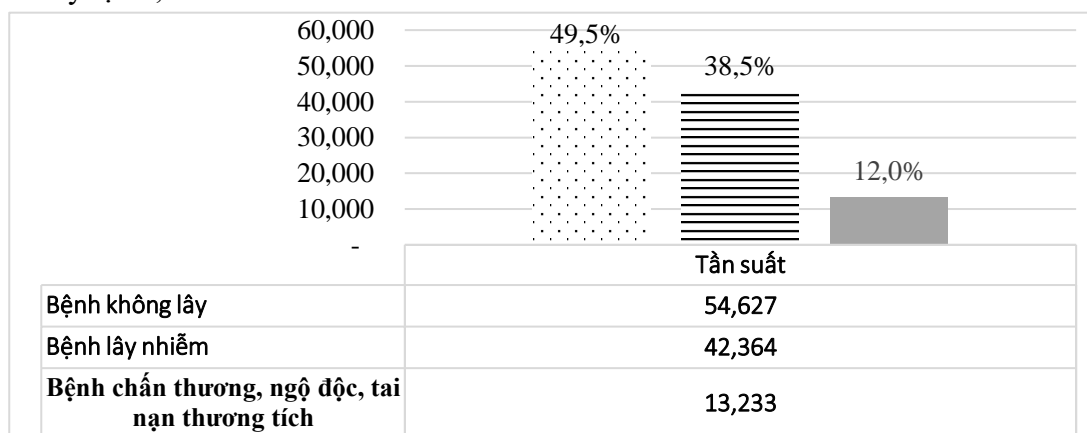 60,000
50,000
40,000
30,000
20,000
10,000
-
49,5%
38,5%
12,0%
Tần suất
Bệnh không lây
54,627
Bệnh lây nhiễm
42,364
Bệnh chấn thương, ngộ độc, tai
nạn thương tích
13,233